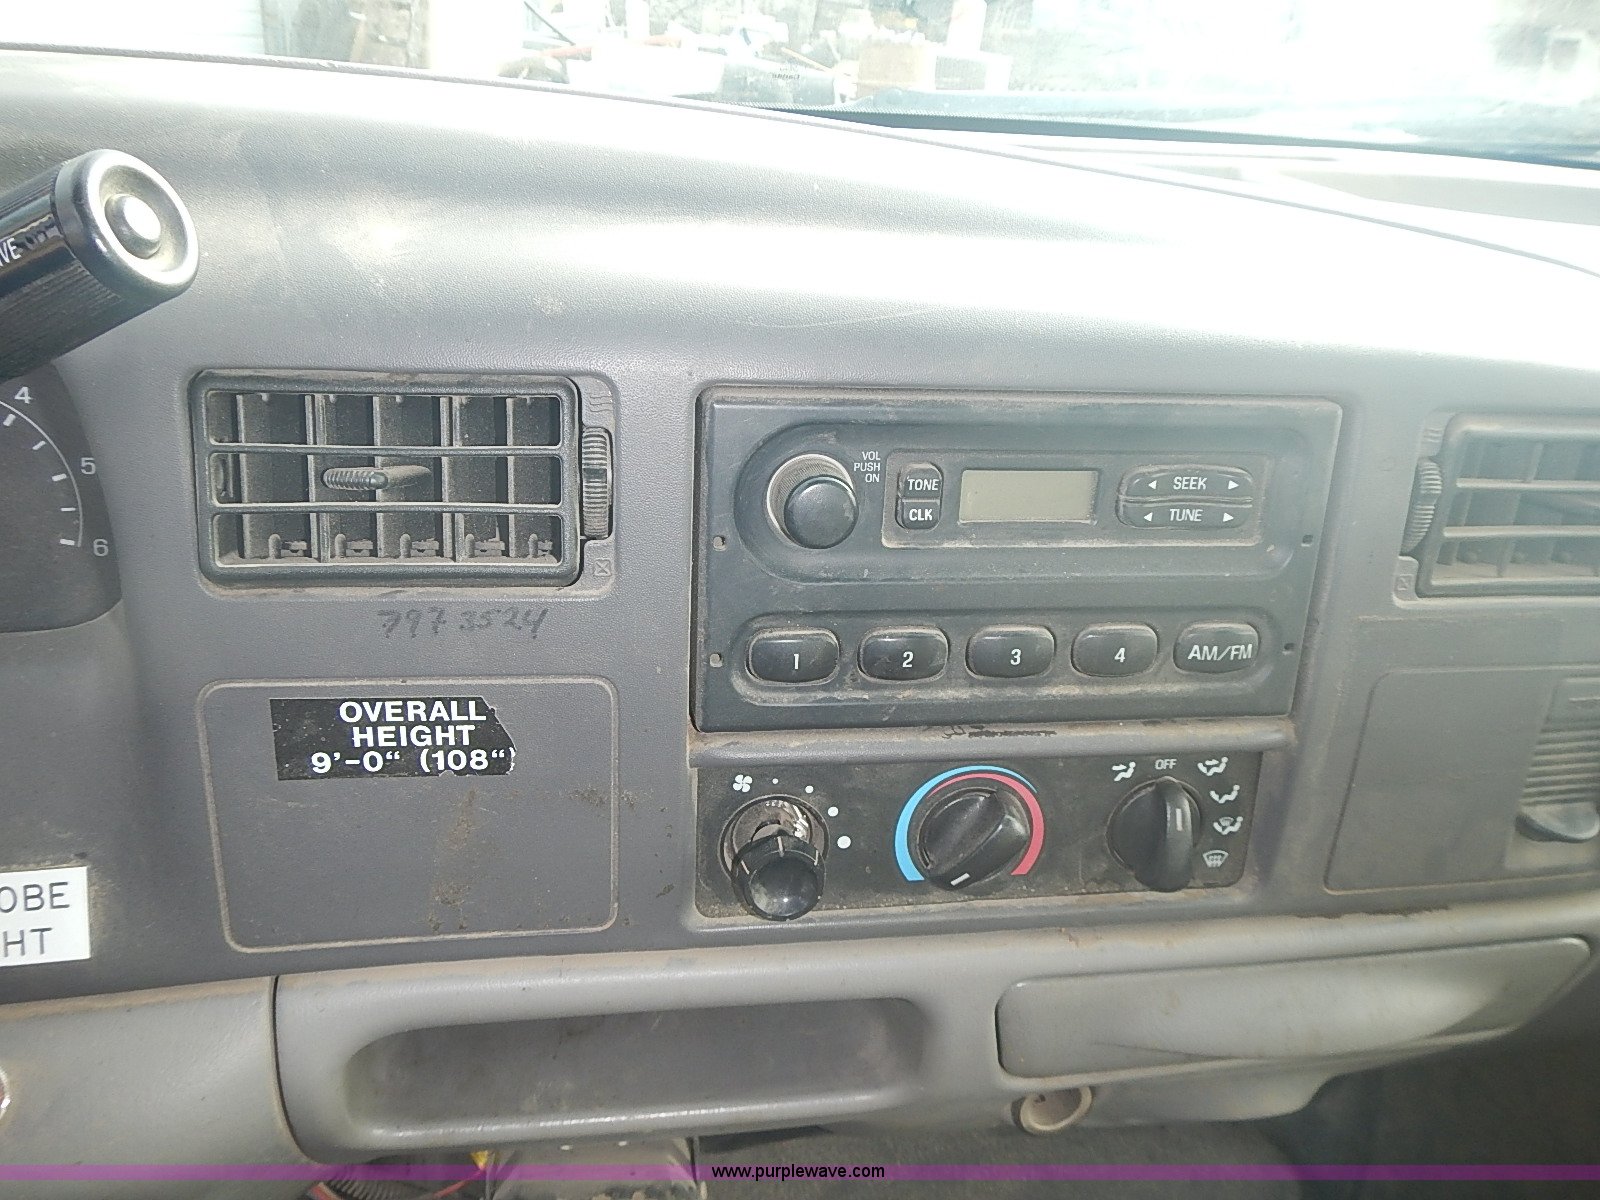 4
5
6
VOL
PUSH
ON
TONE
CLK
SEEK
TUNE
7973524
1
2
3
4
AM/FM
OVERALL
HEIGHT
9'-0" (108")
OFF
OBE
HT
www.purplewave.com